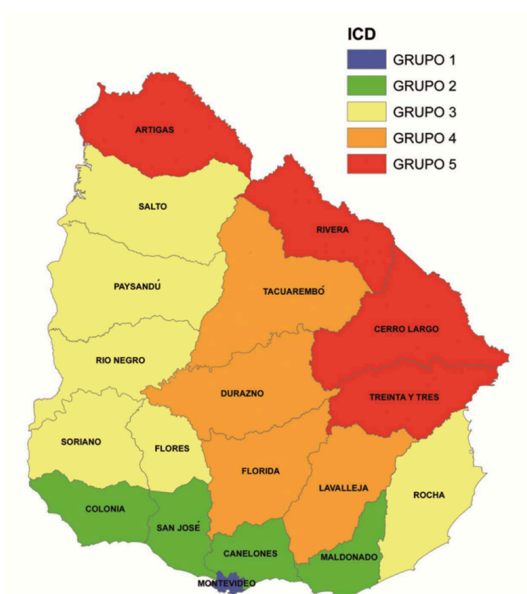 ICD
GRUPO 1
GRUPO 2
GRUPO 3
GRUPO 4
GRUPO 5
ARTIGAS
SALTO
RIVERA
PAYSANDÚ
TACUAREMBÓ
CERRO LARGO
RIO NEGRO
DURAZNO
TREINTA Y TRES
SORIANO
FLORES
FLORIDA
LAVALLEJA
ROCHA
COLONIA
SAN JOSÉ
CANELONES
MALDONADO
MONTEVIDEO